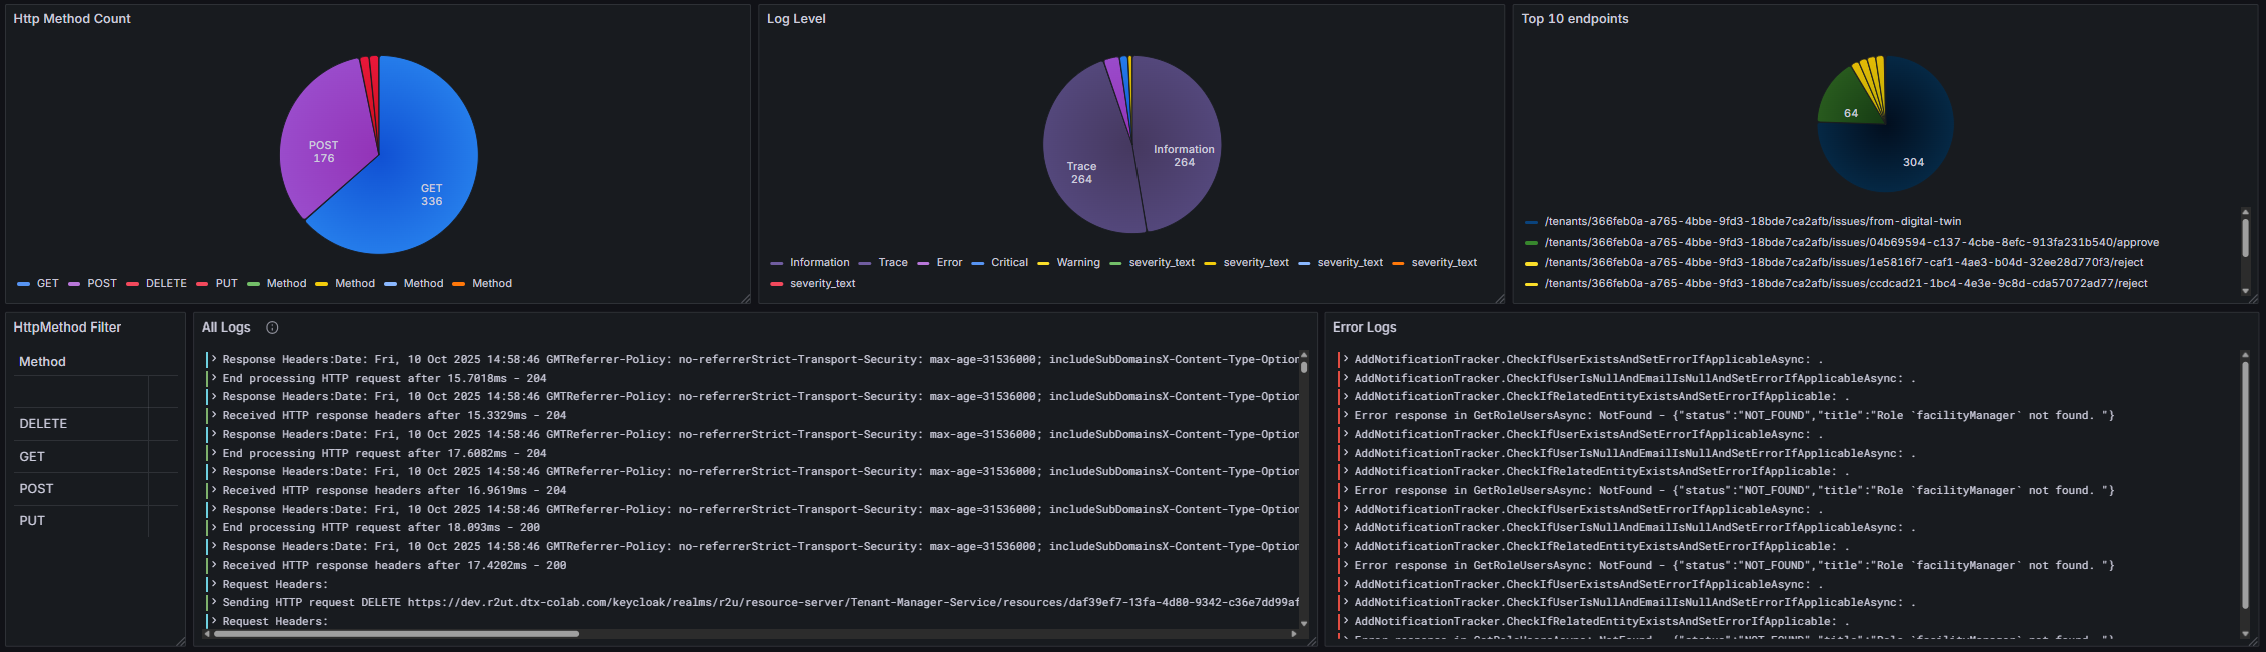 Http Method Count
POST
176
GET
336
GET POST DELETE PUT Method Method Method Method
Log Level
Information
264
Trace
264
Information Trace Error Critical Warning severity_text severity_text severity_text severity_text
severity_text
Top 10 endpoints
64
304
/tenants/366feb0a-a765-4bbe-9fd3-18bde7ca2afb/issues/from-digital-twin
/tenants/366feb0a-a765-4bbe-9fd3-18bde7ca2afb/issues/04b69594-c137-4cbe-8efc-913fa231b540/approve
/tenants/366feb0a-a765-4bbe-9fd3-18bde7ca2afb/issues/1e5816f7-caf1-4ae3-b04d-32ee28d770f3/reject
/tenants/366feb0a-a765-4bbe-9fd3-18bde7ca2afb/issues/ccdcad21-1bc4-4e3e-9c8d-cda57072ad77/reject
HttpMethod Filter
Method
DELETE
GET
POST
PUT
All Logs
Response Headers:Date: Fri, 10 Oct 2025 14:58:46 GMTReferrer-Policy: no-referrerStrict-Transport-Security: max-age=31536000; includeSubDomainsX-Content-Type-Option
End processing HTTP request after 15.7018ms - 204
Response Headers:Date: Fri, 10 Oct 2025 14:58:46 GMTReferrer-Policy: no-referrerStrict-Transport-Security: max-age=31536000; includeSubDomainsX-Content-Type-Option
Received HTTP response headers after 15.3329ms - 204
Response Headers:Date: Fri, 10 Oct 2025 14:58:46 GMTReferrer-Policy: no-referrerStrict-Transport-Security: max-age=31536000; includeSubDomainsX-Content-Type-Option
End processing HTTP request after 17.6082ms - 204
Response Headers:Date: Fri, 10 Oct 2025 14:58:46 GMTReferrer-Policy: no-referrerStrict-Transport-Security: max-age=31536000; includeSubDomainsX-Content-Type-Option
Received HTTP response headers after 16.9619ms - 204
Response Headers:Date: Fri, 10 Oct 2025 14:58:46 GMTReferrer-Policy: no-referrerStrict-Transport-Security: max-age=31536000; includeSubDomainsX-Content-Type-Option
End processing HTTP request after 18.093ms - 200
Response Headers:Date: Fri, 10 Oct 2025 14:58:46 GMTReferrer-Policy: no-referrerStrict-Transport-Security: max-age=31536000; includeSubDomainsX-Content-Type-Option
Received HTTP response headers after 17.4202ms - 200
Request Headers:
Sending HTTP request DELETE https://dev.r2ut.dtx-colab.com/keycloak/realms/r2u/resource-server/Tenant-Manager-Service/resources/daf39ef7-13fa-4d80-9342-c36e7dd99af
Request Headers:
Error Logs
AddNotificationTracker.CheckIfUserExistsAndSetErrorIfApplicableAsync: .
AddNotificationTracker.CheckIfUserIsNullAndEmailIsNullAndSetErrorIfApplicableAsync: .
AddNotificationTracker.CheckIfRelatedEntityExistsAndSetErrorIfApplicable: .
Error response in GetRoleUsersAsync: NotFound - {"status":"NOT_FOUND","title":"Role `facilityManager` not found. "}
AddNotificationTracker.CheckIfUserExistsAndSetErrorIfApplicableAsync: .
AddNotificationTracker.CheckIfUserIsNullAndEmailIsNullAndSetErrorIfApplicableAsync: .
AddNotificationTracker.CheckIfRelatedEntityExistsAndSetErrorIfApplicable: .
Error response in GetRoleUsersAsync: NotFound - {"status":"NOT_FOUND","title":"Role `facilityManager` not found. "}
AddNotificationTracker.CheckIfUserExistsAndSetErrorIfApplicableAsync: .
AddNotificationTracker.CheckIfUserIsNullAndEmailIsNullAndSetErrorIfApplicableAsync: .
AddNotificationTracker.CheckIfRelatedEntityExistsAndSetErrorIfApplicable: .
Error response in GetRoleUsersAsync: NotFound - {"status":"NOT_FOUND","title":"Role `facilityManager` not found. "}
AddNotificationTracker.CheckIfUserExistsAndSetErrorIfApplicableAsync: .
AddNotificationTracker.CheckIfUserIsNullAndEmailIsNullAndSetErrorIfApplicableAsync: .
AddNotificationTracker.CheckIfRelatedEntityExistsAndSetErrorIfApplicable: .